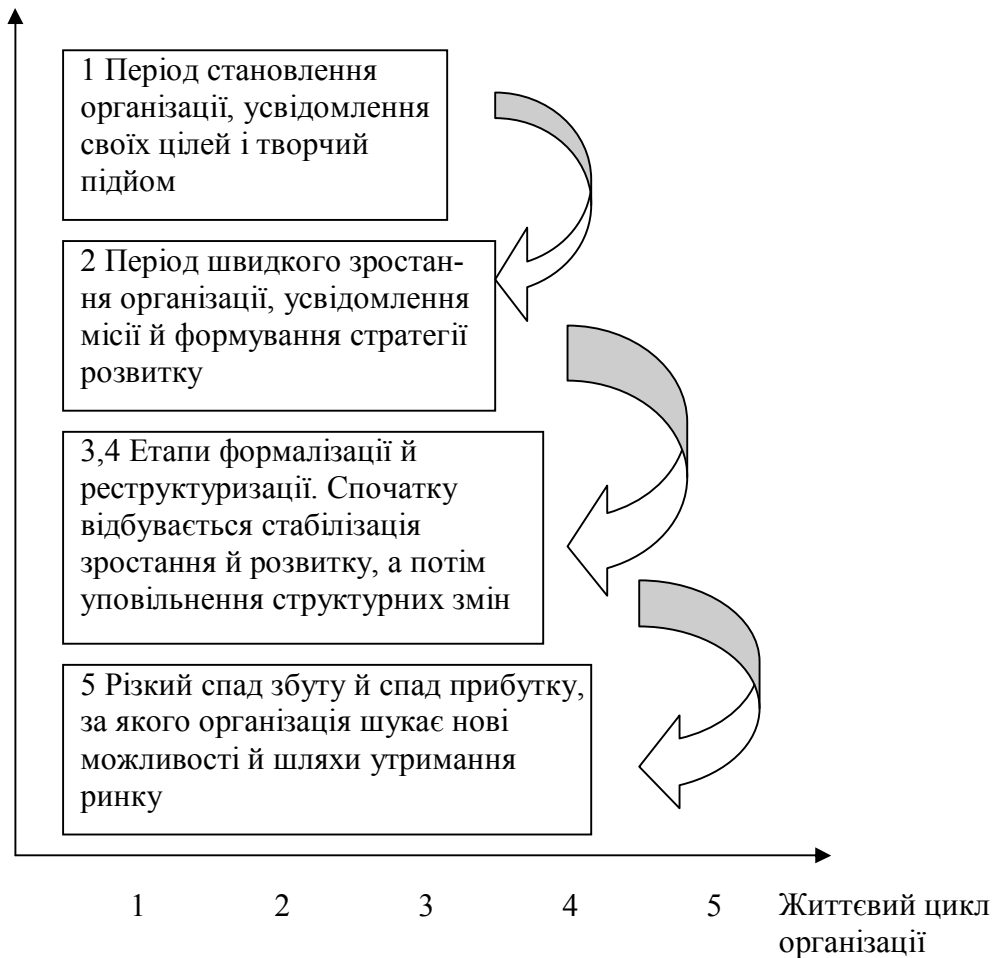 1 Період становлення
організації, усвідомлення
своїх цілей і творчий
підйом
2 Період швидкого зростан-
ня організації, усвідомлення
місії й формування стратегії
розвитку
3,4 Етапи формалізації й
реструктуризації. Спочатку
відбувається стабілізація
зростання й розвитку, а потім
уповільнення структурних змін
5 Різкий спад збуту й спад прибутку,
за якого організація шукає нові
можливості й шляхи утримання
ринку
1 2 3 4 5 Життєвий цикл
організації